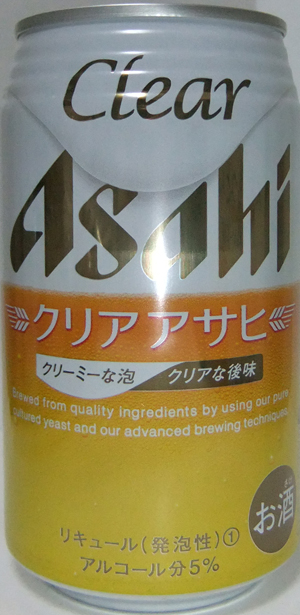 Clear
Asahi
クリア アサヒ
クリーミーな泡 クリアな後味
Brewed from quality ingredients by using our pure
cultured yeast and our advanced brewing techniques.
お酒
リキュール(発泡性)①
アルコール分5%